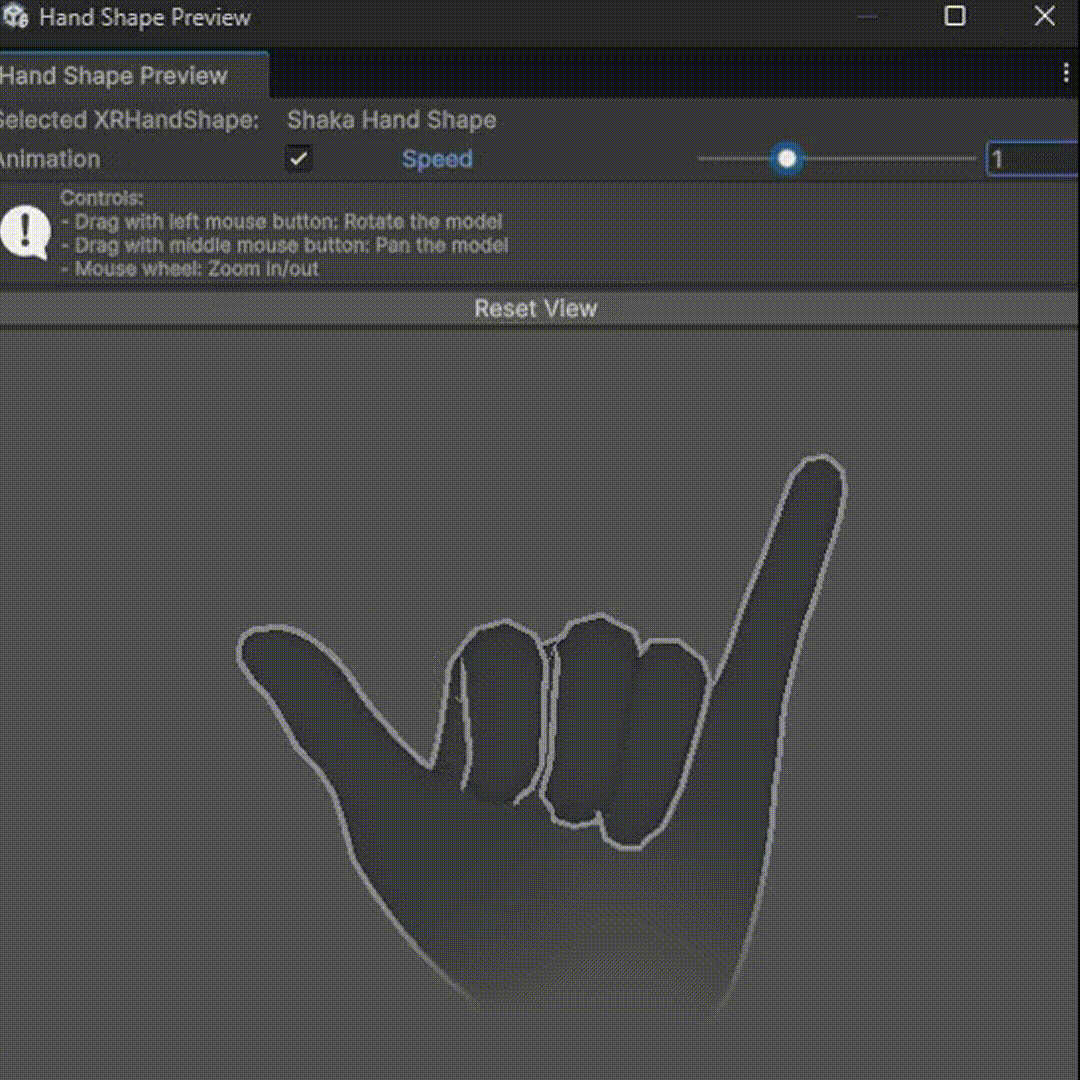 Hand Shape Preview
Hand Shape Preview
Selected XRHandShape: Shaka Hand Shape
Animation Speed 1
Controls:
- Drag with left mouse button: Rotate the model
- Drag with middle mouse button: Pan the model
- Mouse wheel: Zoom in/out
Reset View